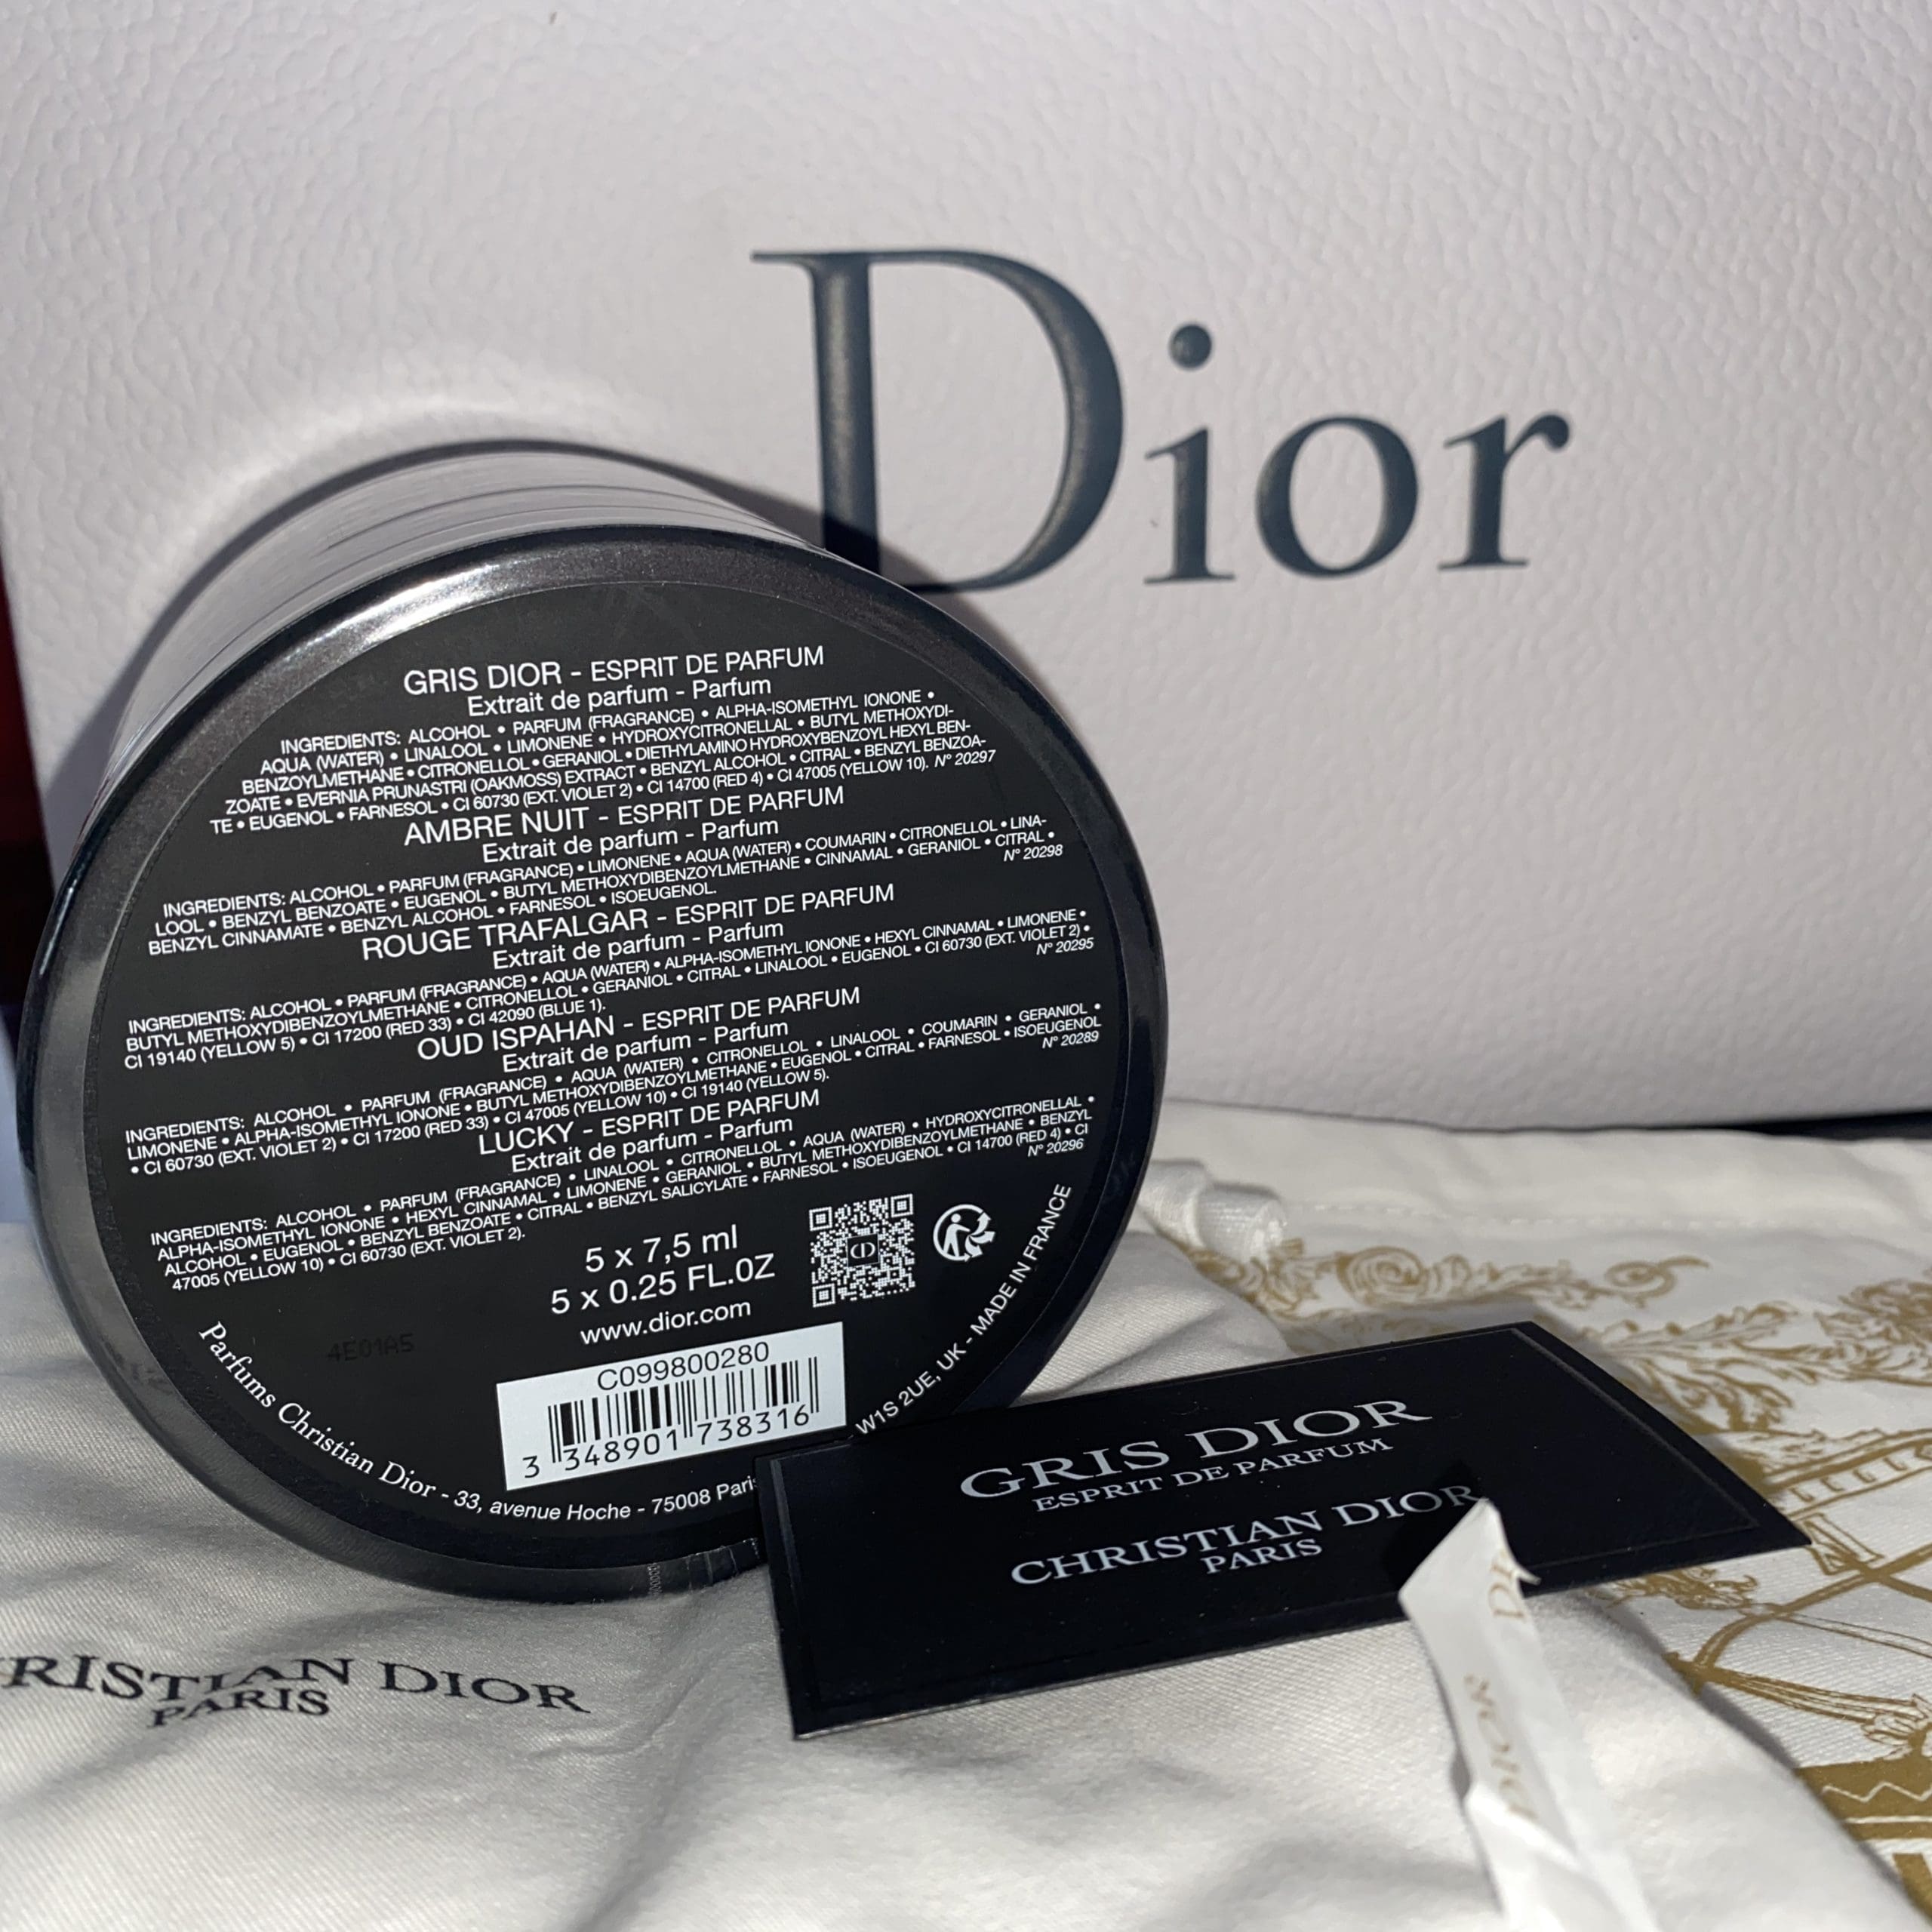 Dior
GRIS DIOR - ESPRIT DE PARFUM
Extrait de parfum - Parfum
INGREDIENTS: ALCOHOL • PARFUM (FRAGRANCE) • ALPHA-ISOMETHYL IONONE •
AQUA (WATER) • LINALOOL • LIMONENE • HYDROXYCITRONELLAL • BUTYL METHOXYDI-
BENZOYLMETHANE • CITRONELLOL • GERANIOL • DIETHYLAMINO HYDROXYBENZOYL HEXYL BEN-
ZOATE • EVERNIA PRUNASTRI (OAKMOSS) EXTRACT • BENZYL ALCOHOL • CITRAL • BENZYL BENZOA-
TE • EUGENOL • FARNESOL • CI 60730 (EXT. VIOLET 2) • CI 14700 (RED 4) • CI 47005 (YELLOW 10). N° 20297
AMBRE NUIT - ESPRIT DE PARFUM
Extrait de parfum - Parfum
INGREDIENTS: ALCOHOL • PARFUM (FRAGRANCE) • LIMONENE • AQUA (WATER) • COUMARIN • CITRONELLOL • LINA-
LOOL • BENZYL BENZOATE • EUGENOL • BUTYL METHOXYDIBENZOYLMETHANE • CINNAMAL • GERANIOL • CITRAL •
BENZYL CINNAMATE • BENZYL ALCOHOL • FARNESOL • ISOEUGENOL. N° 20298
ROUGE TRAFALGAR - ESPRIT DE PARFUM
Extrait de parfum - Parfum
INGREDIENTS: ALCOHOL • PARFUM (FRAGRANCE) • AQUA (WATER) • ALPHA-ISOMETHYL IONONE • HEXYL CINNAMAL • LIMONENE •
BUTYL METHOXYDIBENZOYLMETHANE • CITRONELLOL • GERANIOL • CITRAL • LINALOOL • EUGENOL • CI 60730 (EXT. VIOLET 2) •
CI 19140 (YELLOW 5) • CI 17200 (RED 33) • CI 42090 (BLUE 1). N° 20295
OUD ISPAHAN - ESPRIT DE PARFUM
Extrait de parfum - Parfum
INGREDIENTS: ALCOHOL • PARFUM (FRAGRANCE) • AQUA (WATER) • CITRONELLOL • LINALOOL • COUMARIN • GERANIOL •
LIMONENE • ALPHA-ISOMETHYL IONONE • BUTYL METHOXYDIBENZOYLMETHANE • EUGENOL • CITRAL • FARNESOL • ISOEUGENOL
• CI 60730 (EXT. VIOLET 2) • CI 17200 (RED 33) • CI 47005 (YELLOW 10) • CI 19140 (YELLOW 5). N° 20289
LUCKY - ESPRIT DE PARFUM
Extrait de parfum - Parfum
INGREDIENTS: ALCOHOL • PARFUM (FRAGRANCE) • LINALOOL • CITRONELLOL • AQUA (WATER) • HYDROXYCITRONELLAL •
ALPHA-ISOMETHYL IONONE • HEXYL CINNAMAL • LIMONENE • GERANIOL • BUTYL METHOXYDIBENZOYLMETHANE • BENZYL
ALCOHOL • EUGENOL • BENZYL BENZOATE • CITRAL • BENZYL SALICYLATE • FARNESOL • ISOEUGENOL • CI 14700 (RED 4) • CI
47005 (YELLOW 10) • CI 60730 (EXT. VIOLET 2). N° 20296
5 x 7,5 ml
5 x 0.25 FL.OZ
www.dior.com
CD
4E01A5
C099800280
3 348901 738316
Parfums Christian Dior - 33, avenue Hoche - 75008 Paris
W1S 2UE, UK - MADE IN FRANCE
GRIS DIOR
ESPRIT DE PARFUM
CHRISTIAN DIOR
PARIS
RISTIAN DIOR
PARIS
DIOR